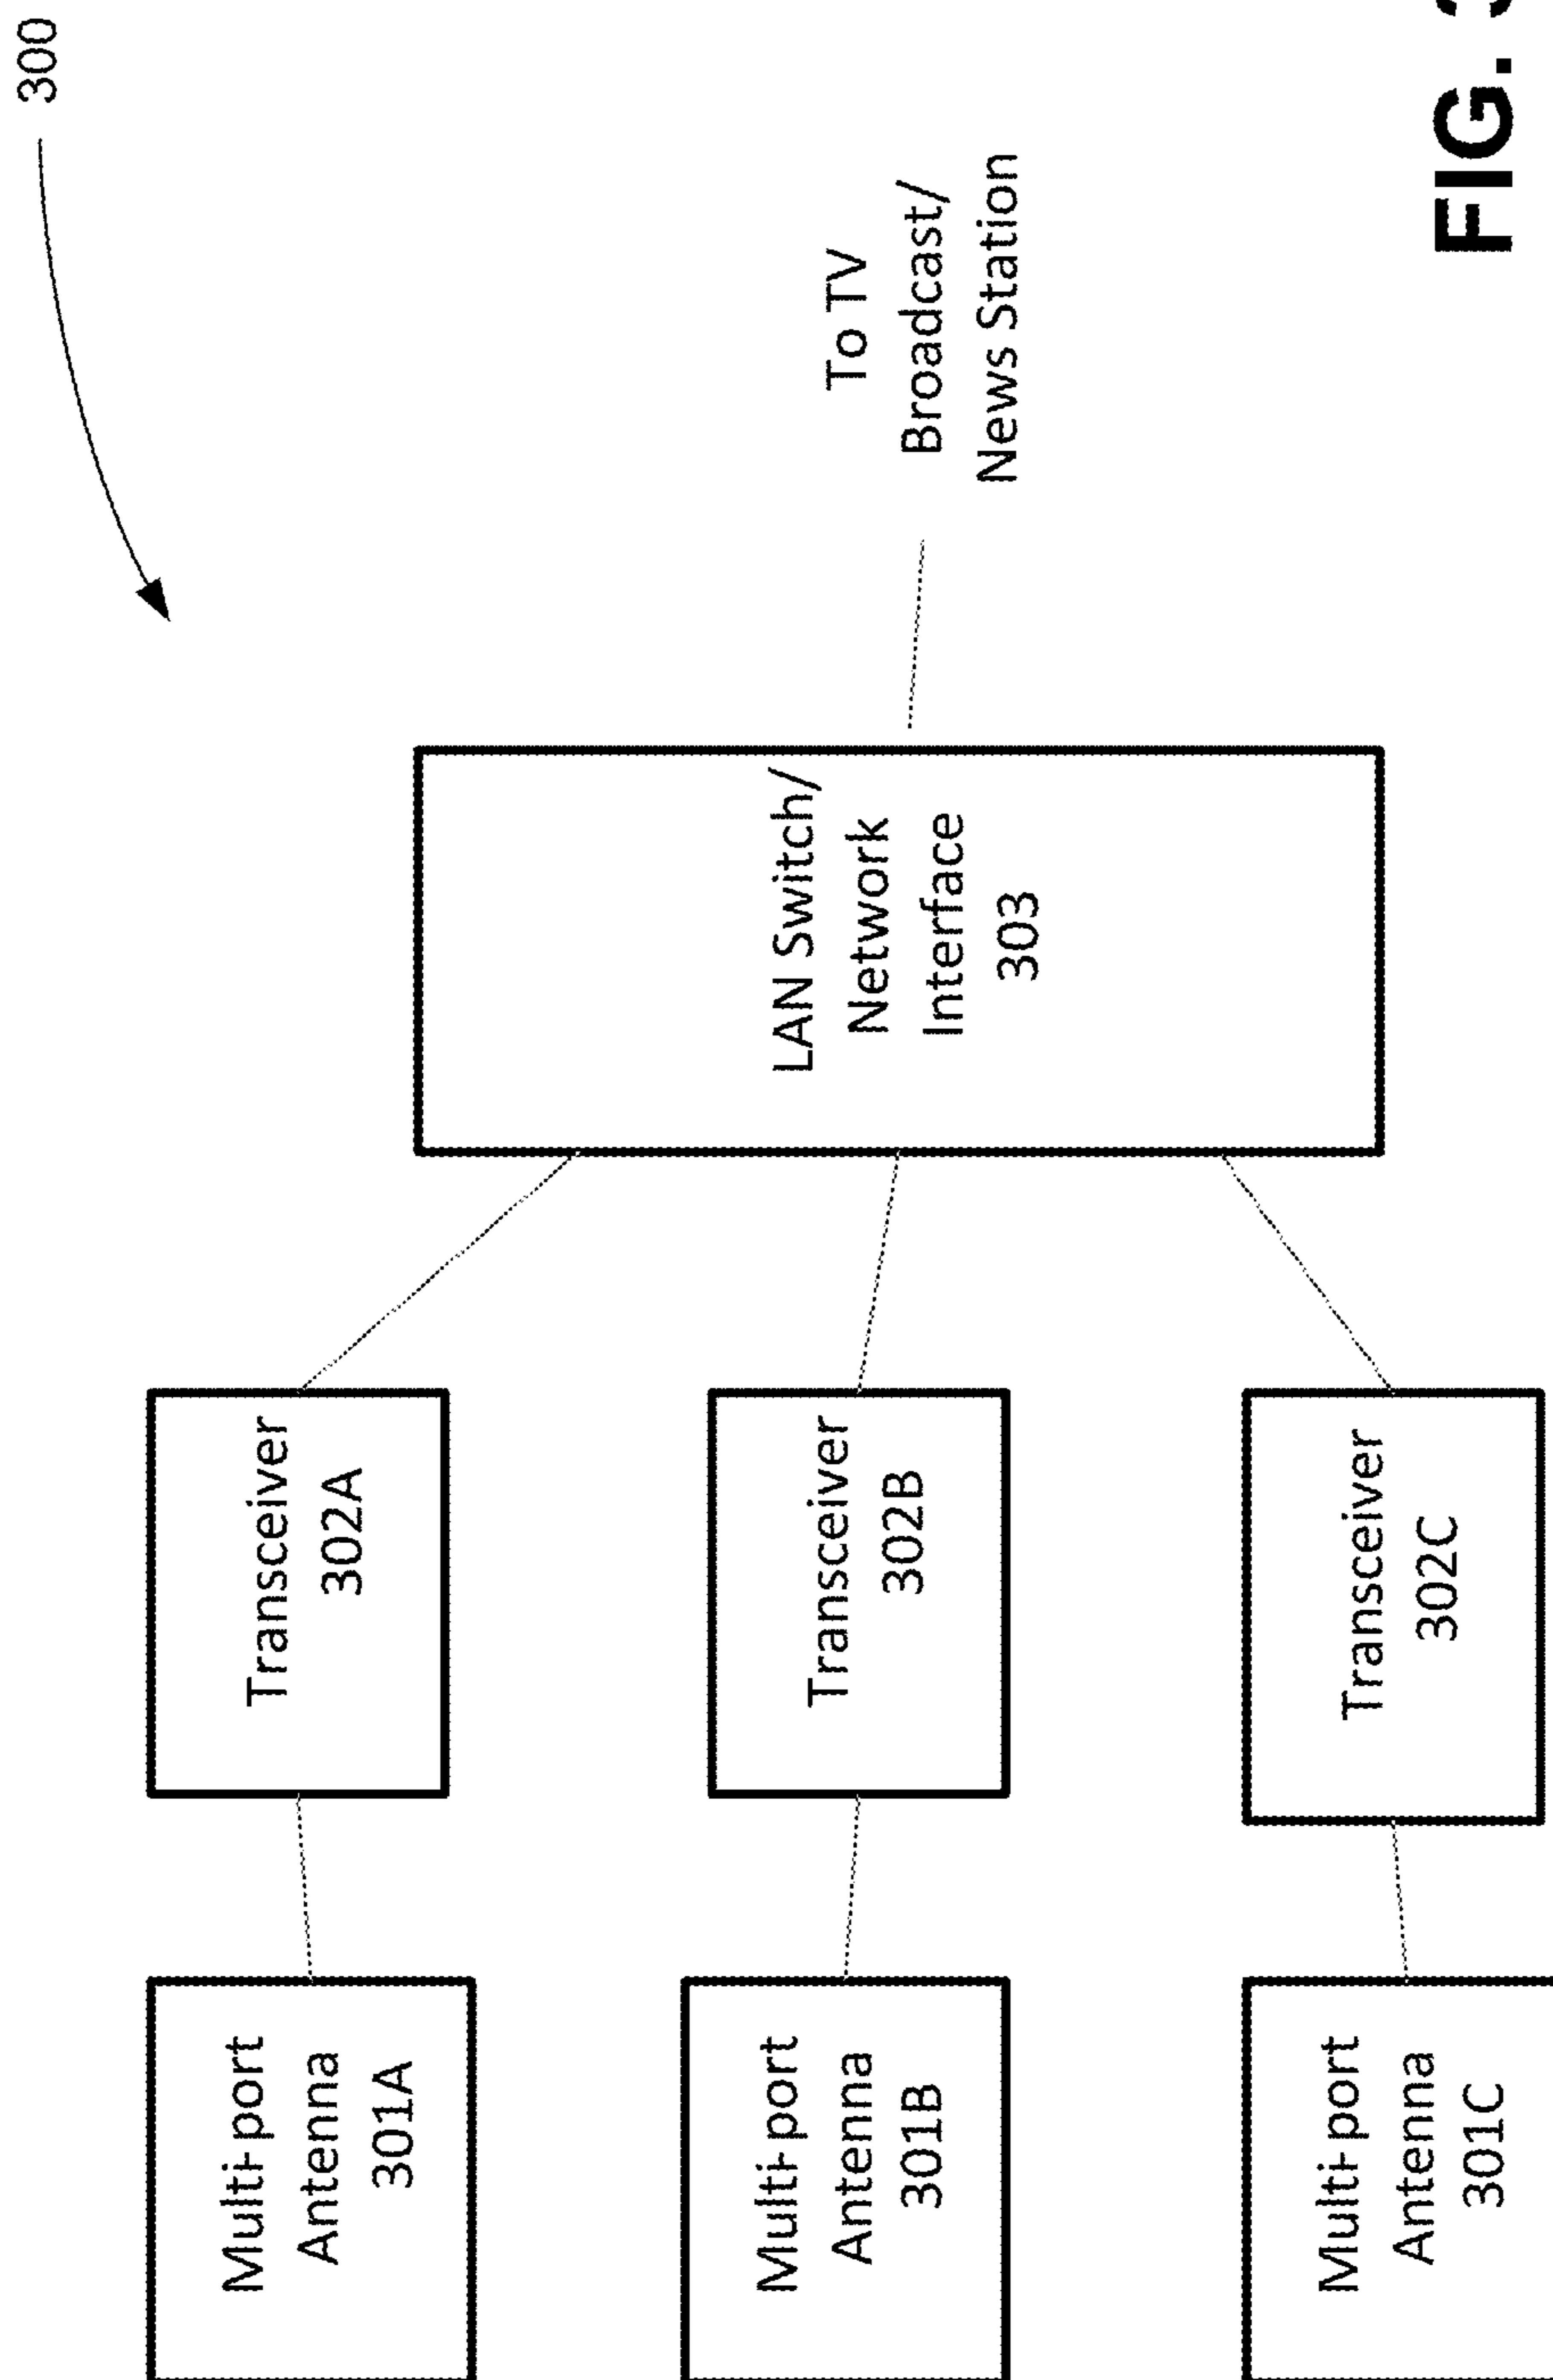 300
Multi-port
Antenna
301A
Transceiver
302A
Multi-port
Antenna
301B
Transceiver
302B
LAN Switch/
Network
Interface
303
To TV
Broadcast/
News Station
Multi-port
Antenna
301C
Transceiver
302C
FIG.